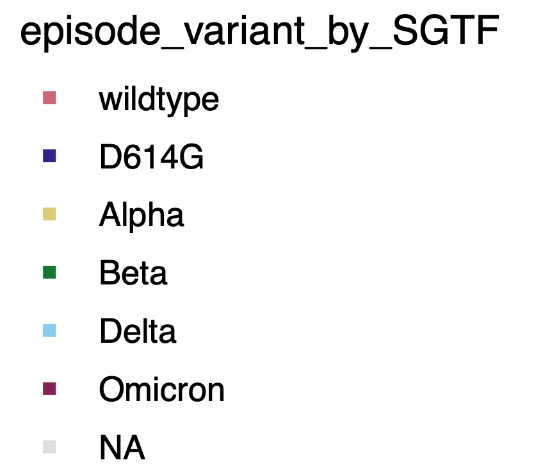 episode_variant_by_SGTF
wildtype
D614G
Alpha
Beta
Delta
Omicron
NA